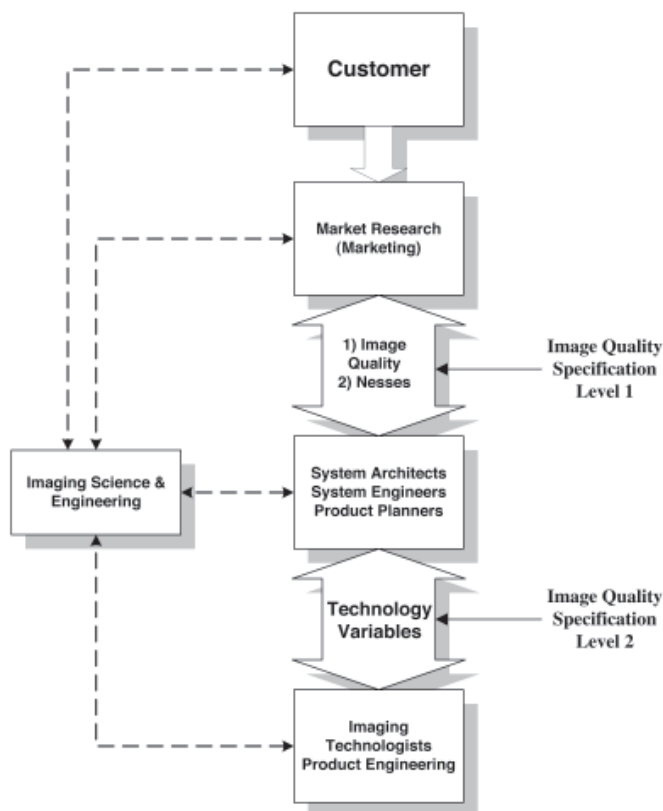 Customer
Market Research
(Marketing)
1) Image
Quality
2) Nesses
Image Quality
Specification
Level 1
Imaging Science &
Engineering
System Architects
System Engineers
Product Planners
Technology
Variables
Image Quality
Specification
Level 2
Imaging
Technologists
Product Engineering